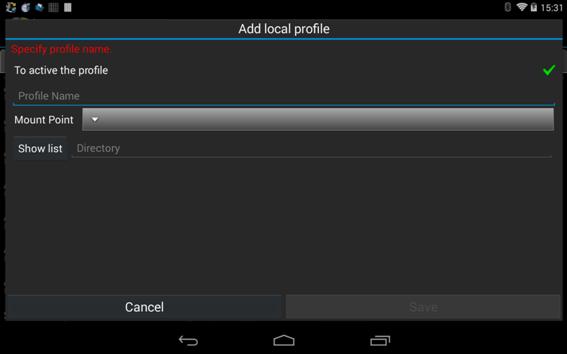 15:31
Add local profile
Specify profile name.
To active the profile
Profile Name
Mount Point
Show list Directory
Cancel Save